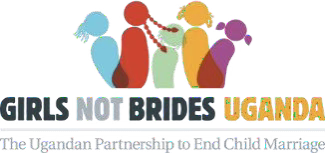 GIRLS NOT BRIDES UGANDA
The Ugandan Partnership to End Child Marriage